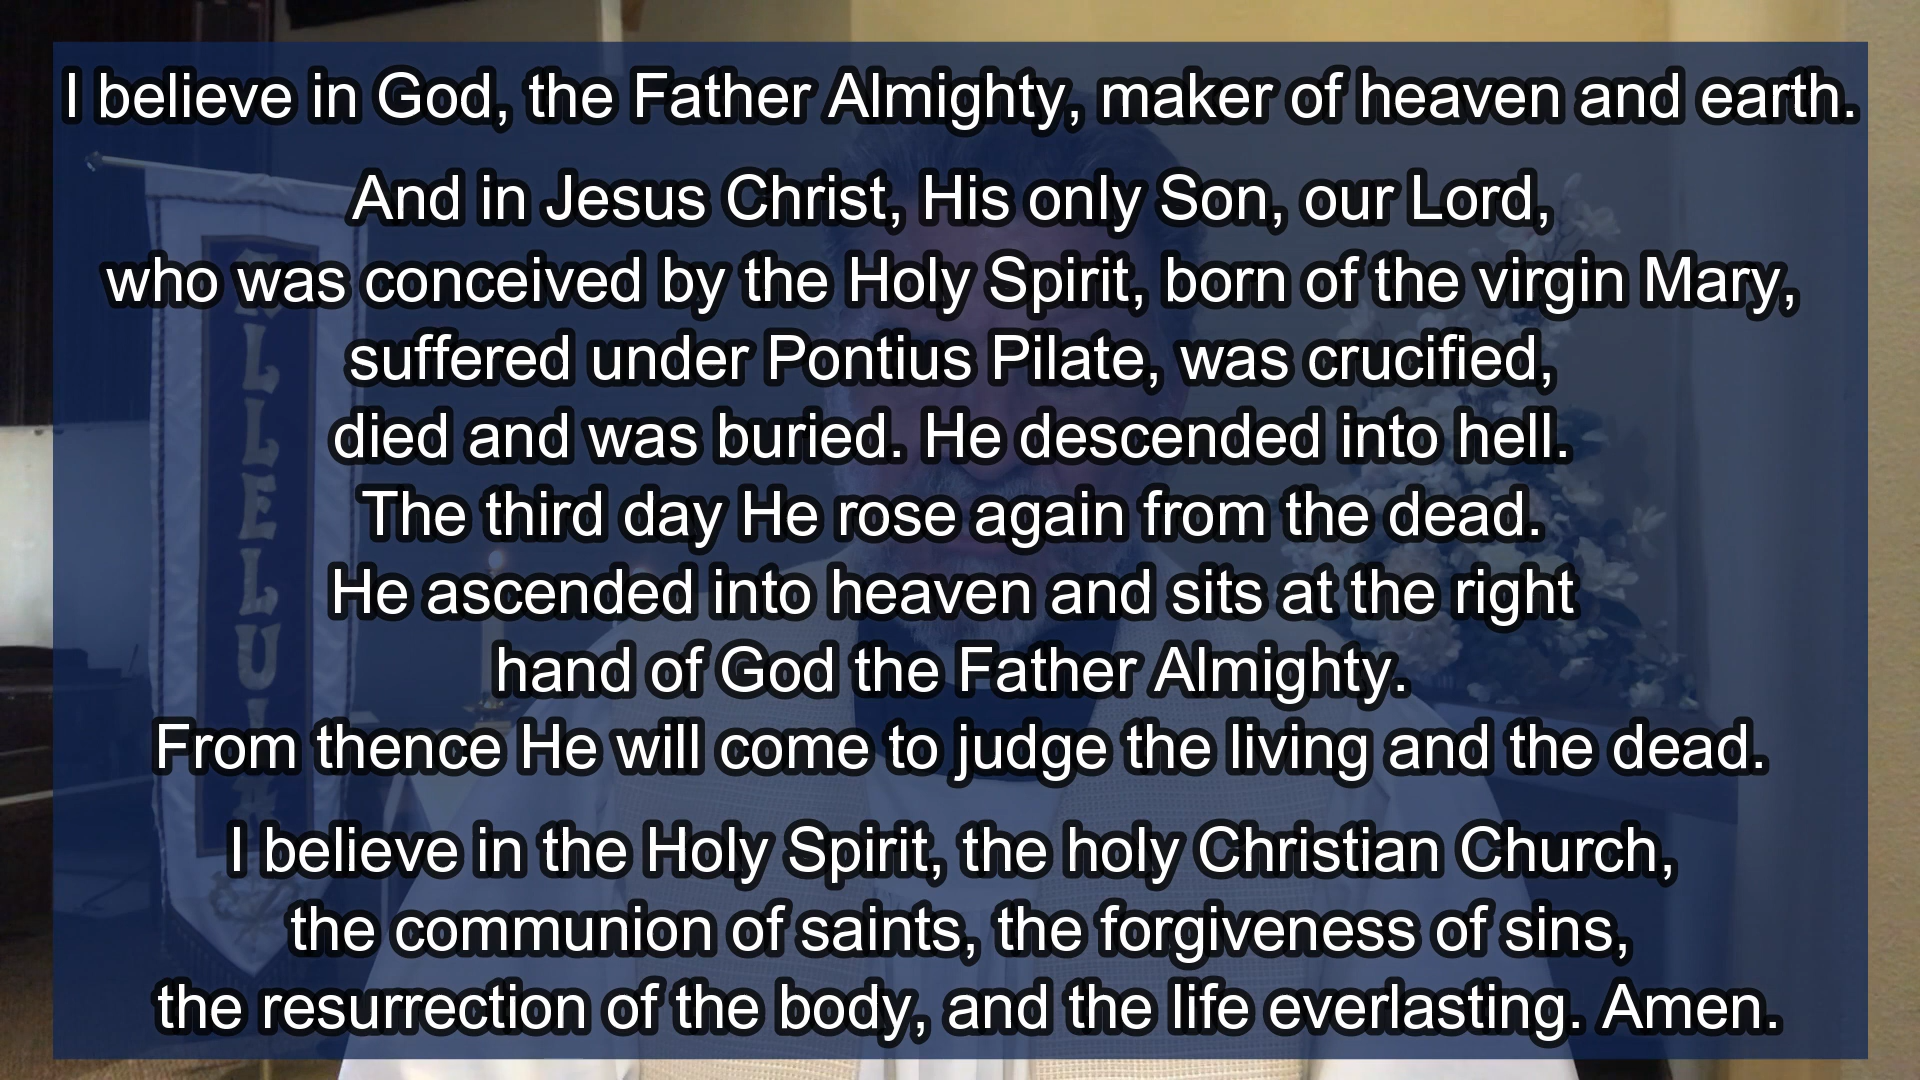 I believe in God, the Father Almighty, maker of heaven and earth.
And in Jesus Christ, His only Son, our Lord,
who was conceived by the Holy Spirit, born of the virgin Mary,
suffered under Pontius Pilate, was crucified,
died and was buried. He descended into hell.
The third day He rose again from the dead.
He ascended into heaven and sits at the right
hand of God the Father Almighty.
From thence He will come to judge the living and the dead.
I believe in the Holy Spirit, the holy Christian Church,
the communion of saints, the forgiveness of sins,
the resurrection of the body, and the life everlasting. Amen.
ALLELUIA